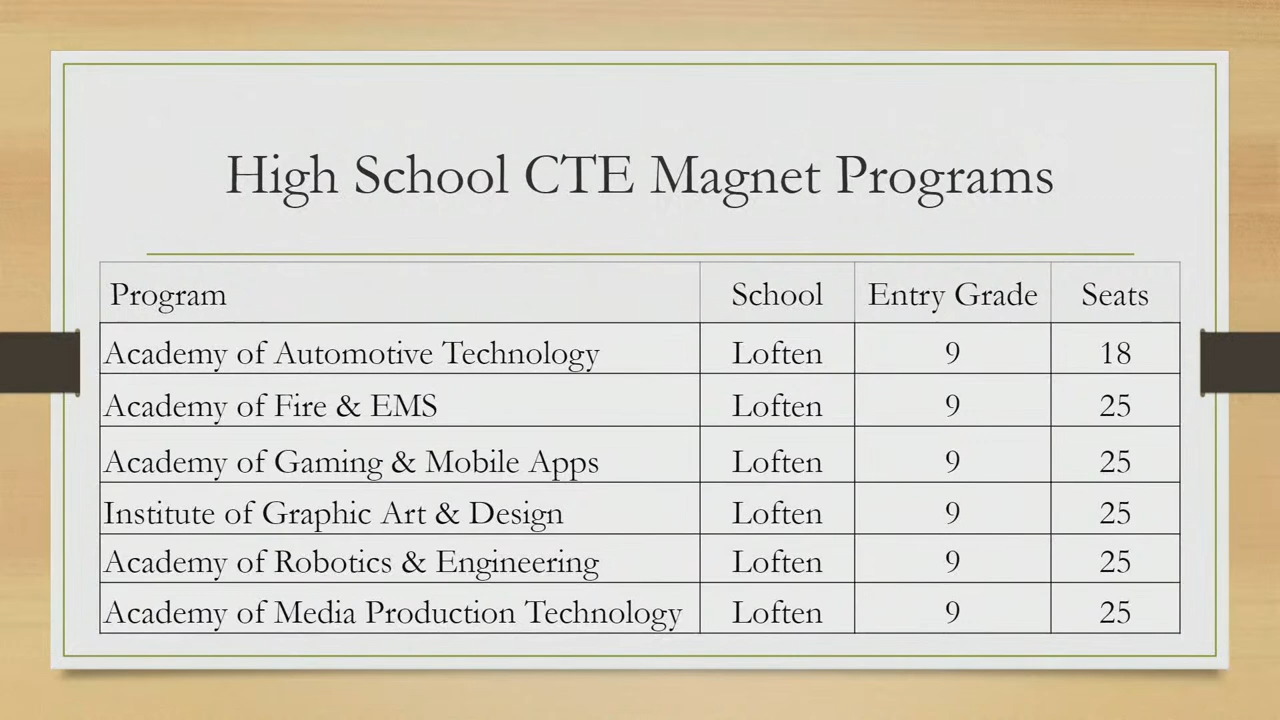 High School CTE Magnet Programs
Program School Entry Grade Seats
Academy of Automotive Technology Loften 9 18
Academy of Fire & EMS Loften 9 25
Academy of Gaming & Mobile Apps Loften 9 25
Institute of Graphic Art & Design Loften 9 25
Academy of Robotics & Engineering Loften 9 25
Academy of Media Production Technology Loften 9 25